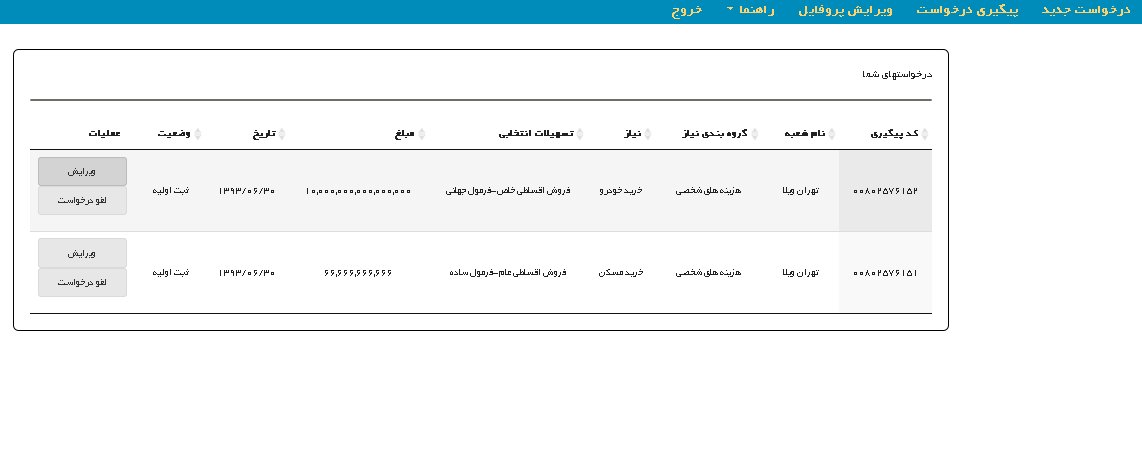 درخواست جدید پیگیری درخواست ویرایش پروفایل راهنما خروج
درخواستهای شما
کد پیگیری نام شعبه گروه بندی نیاز نیاز تسهیلات انتخابی مبلغ تاریخ وضعیت عملیات
۰۰۸۰۲۵۷۶۱۵۲ تهران ویلا هزینه های شخصی خرید خودرو فروش اقساطی خاص-فرمول جهانی ۱۰,۰۰۰,۰۰۰,۰۰۰,۰۰۰,۰۰۰ ۱۳۹۳/۰۶/۳۰ ثبت اولیه ویرایش
لغو درخواست
۰۰۸۰۲۵۷۶۱۵۱ تهران ویلا هزینه های شخصی خرید مسکن فروش اقساطی عام-فرمول ساده ۶۶,۶۶۶,۶۶۶,۶۶۶ ۱۳۹۳/۰۶/۳۰ ثبت اولیه ویرایش
لغو درخواست